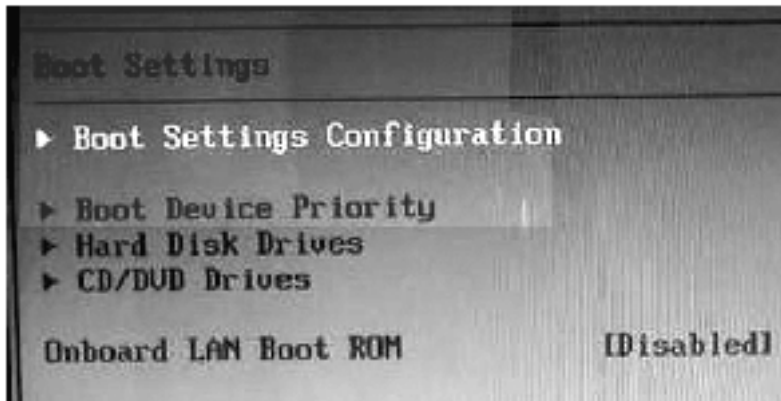 Boot Settings
▶ Boot Settings Configuration
▶ Boot Device Priority
▶ Hard Disk Drives
▶ CD/DVD Drives
Onboard LAN Boot ROM [Disabled]